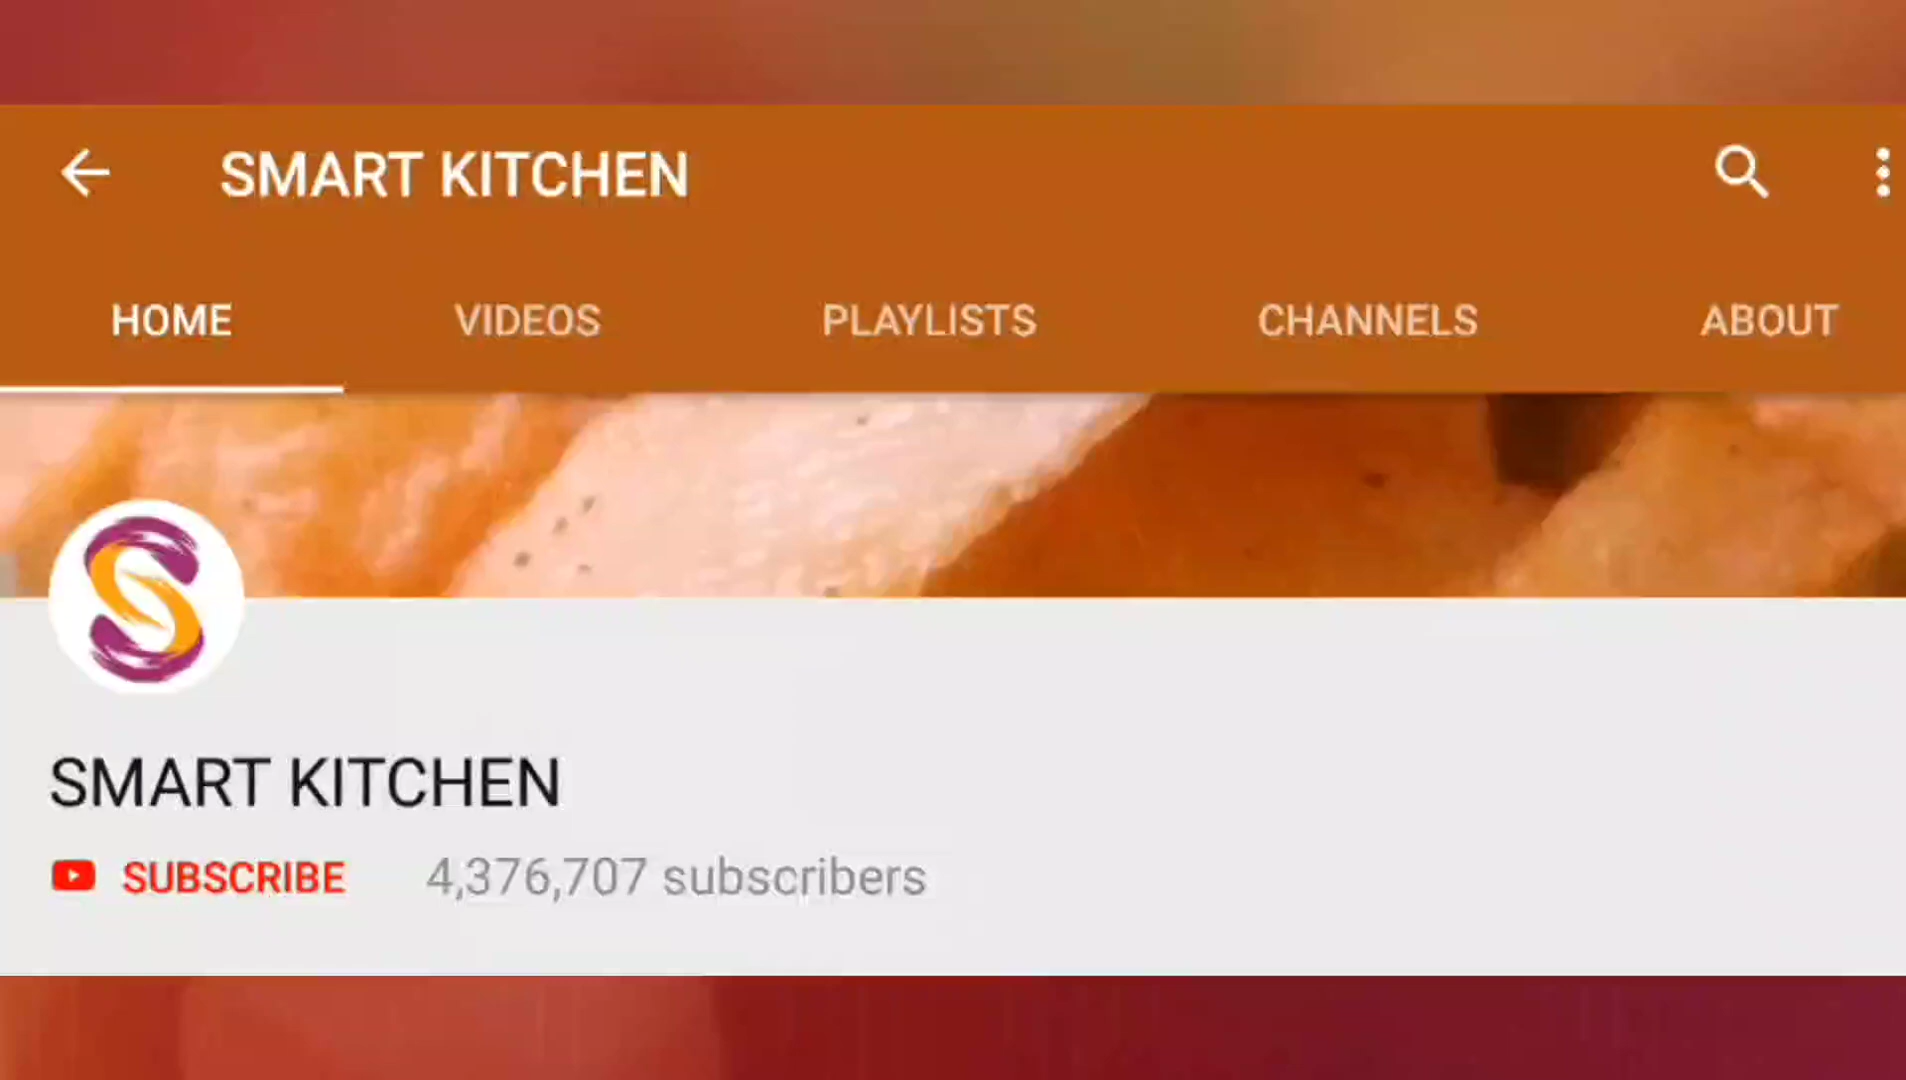 SMART KITCHEN
HOME VIDEOS PLAYLISTS CHANNELS ABOUT
SMART KITCHEN
SUBSCRIBE 4,376,707 subscribers